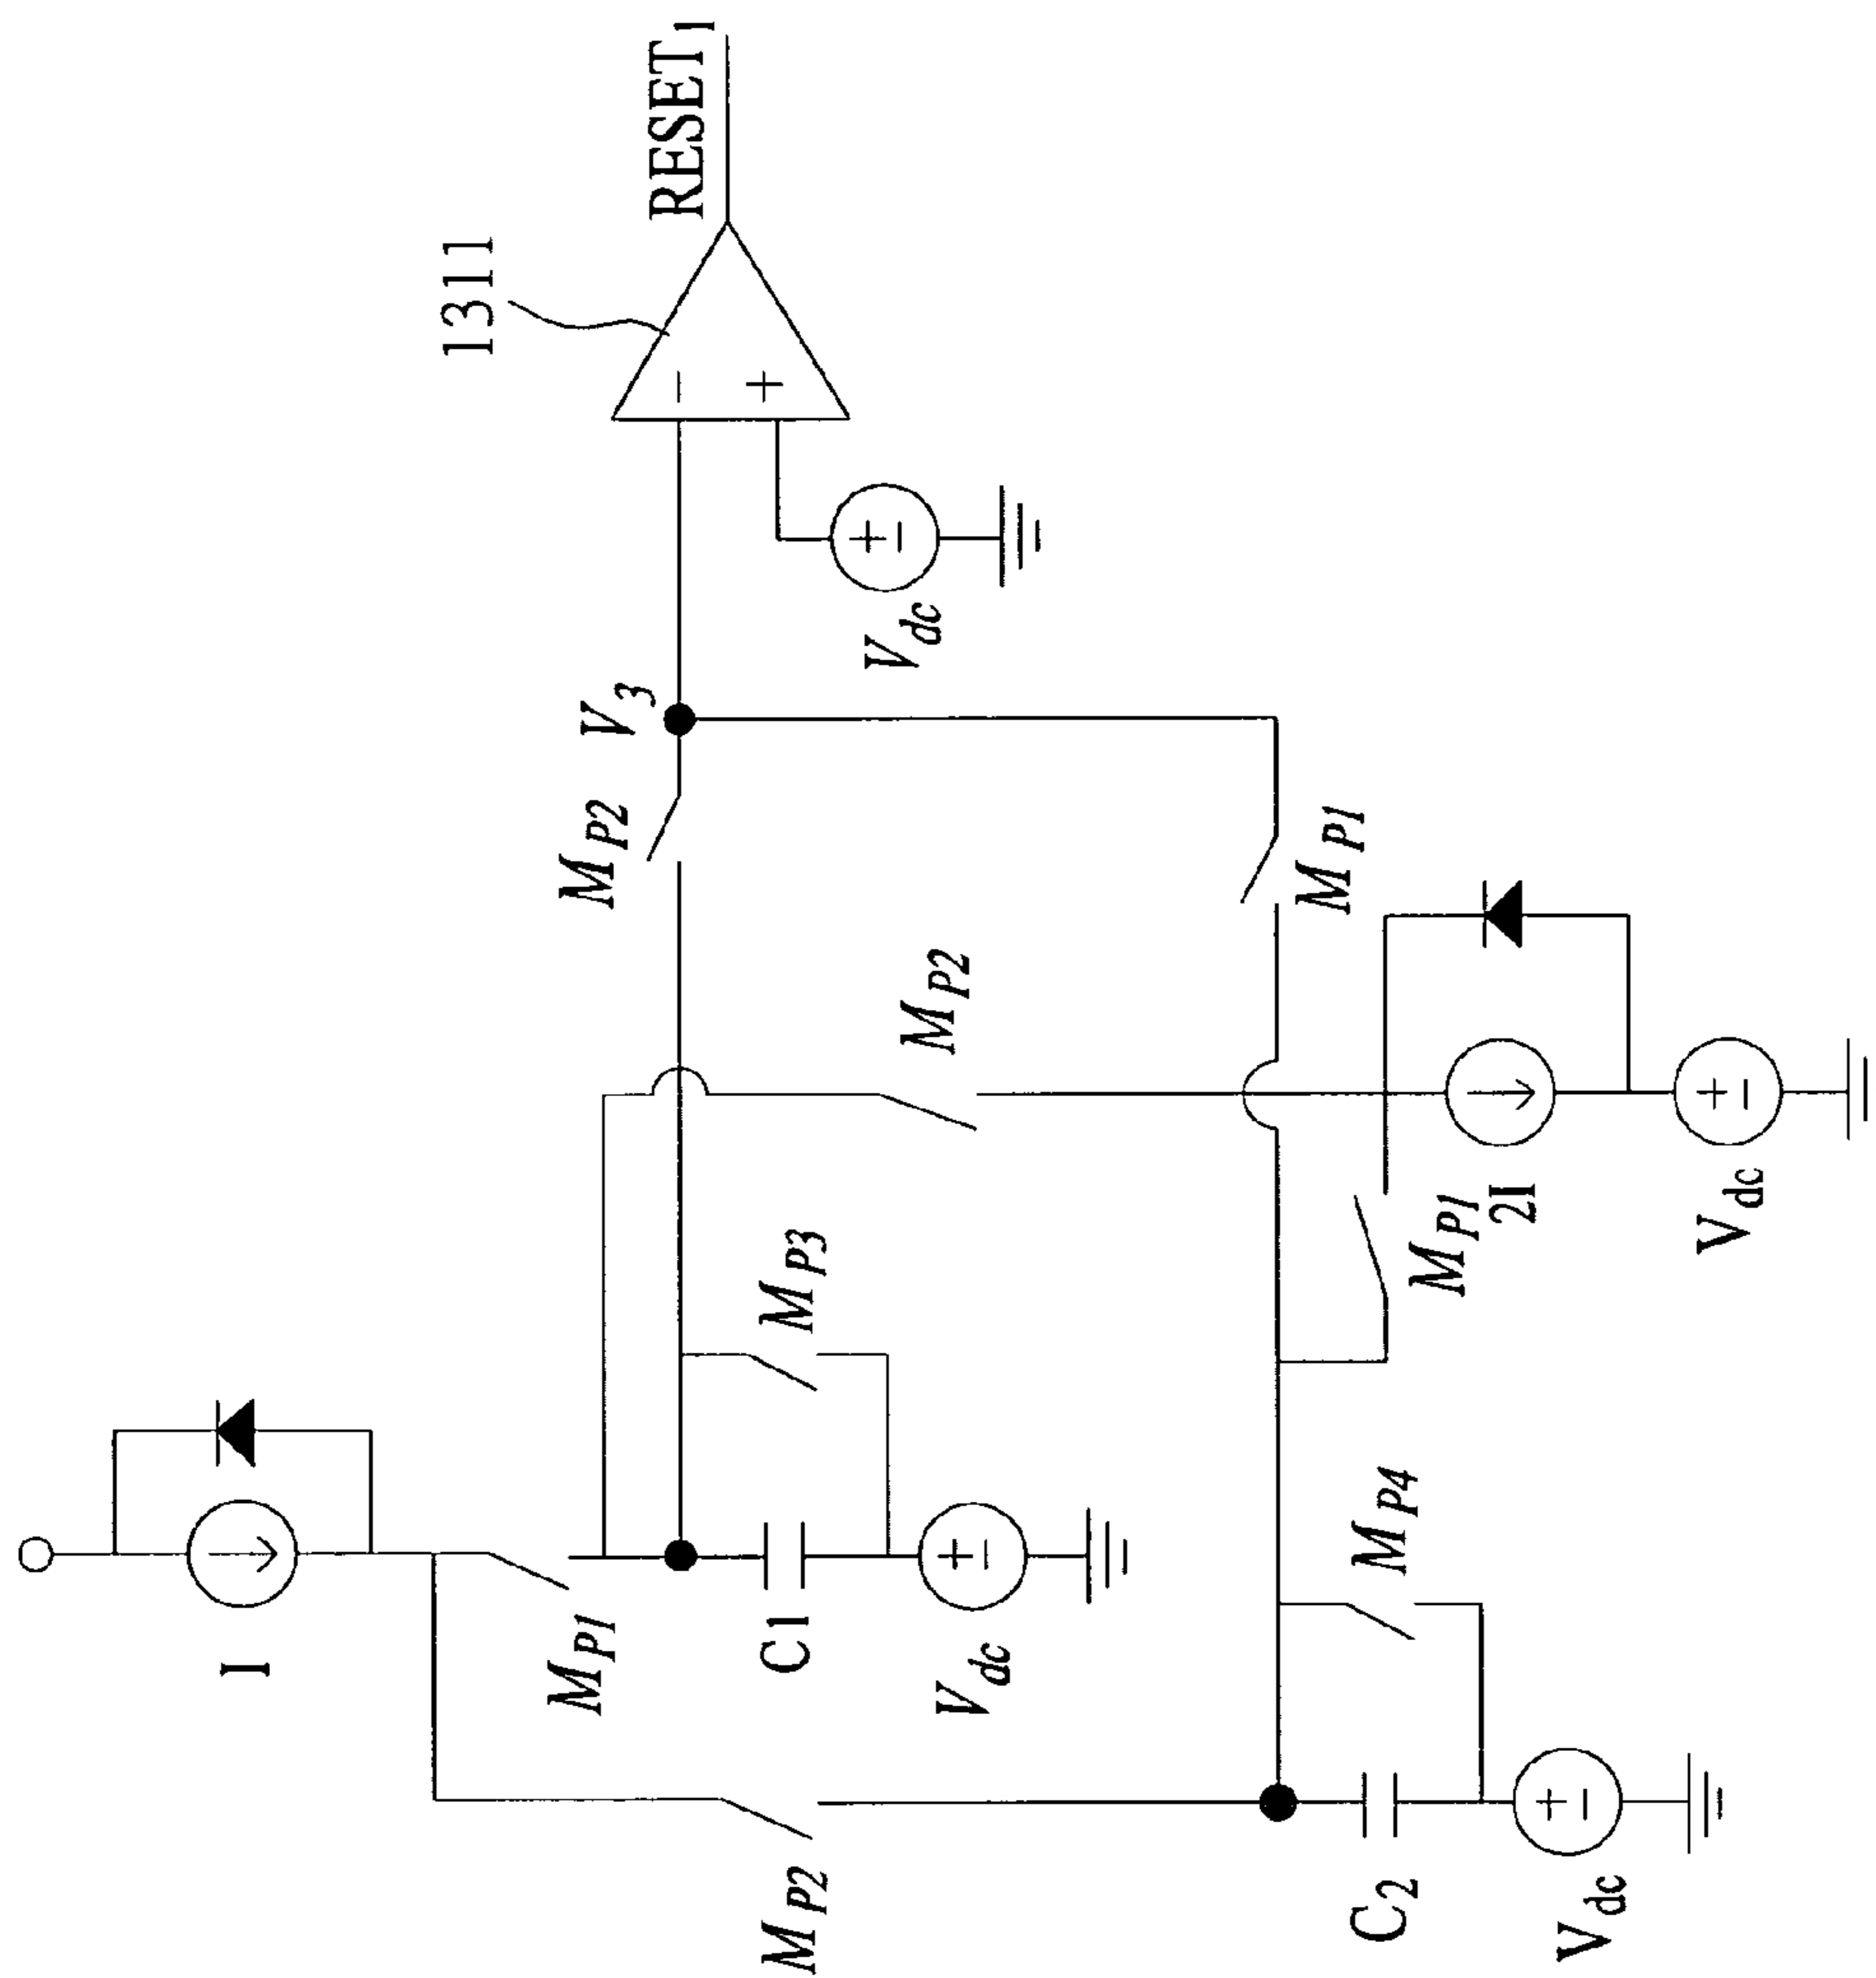 RESET1
1311
−
+
V3
+
−
Vdc
MP2
MP1
MP2
MP3
MP1
2I
+
−
Vdc
I
MP1
C1
+
−
Vdc
MP4
MP2
C2
+
−
Vdc